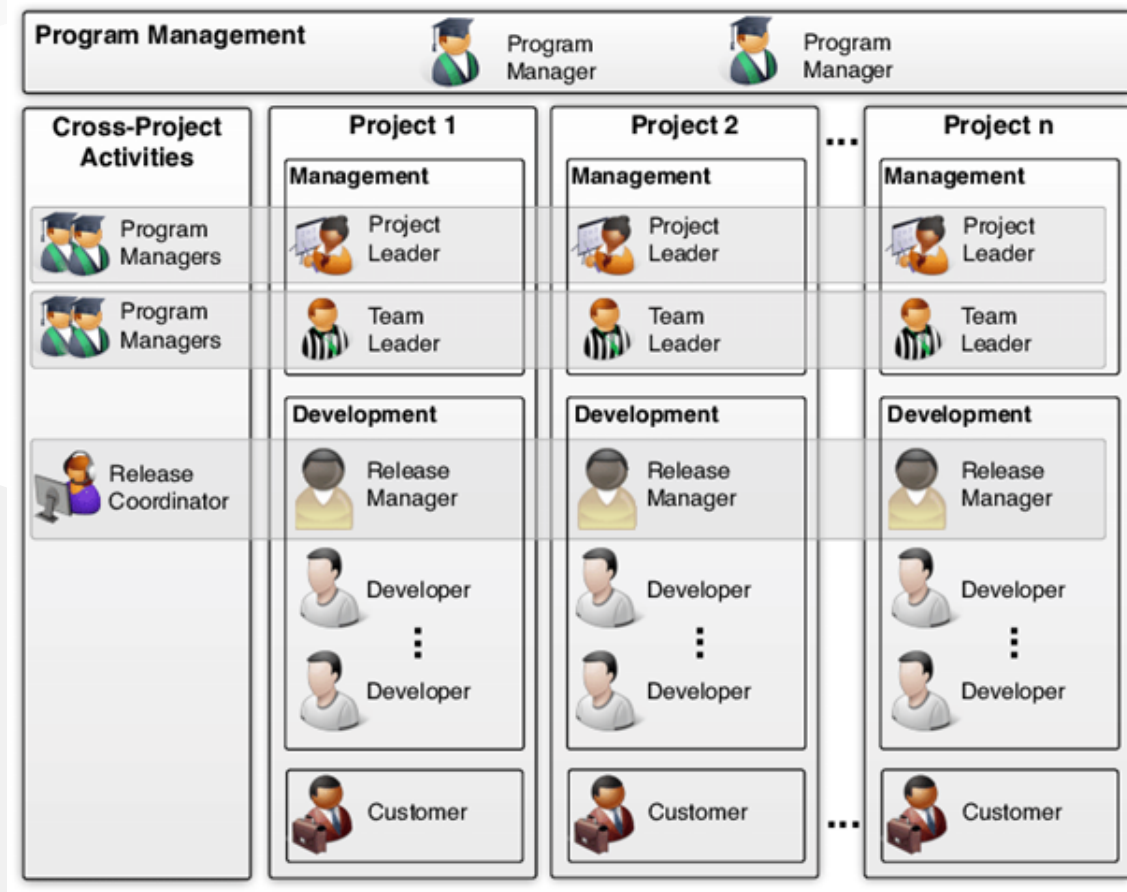 Program Management
Program
Manager
Program
Manager
Cross-Project
Activities
Program
Managers
Program
Managers
Release
Coordinator
Project 1
Management
Project
Leader
Team
Leader
Development
Release
Manager
Developer
Developer
Customer
Project 2
Management
Project
Leader
Team
Leader
Development
Release
Manager
Developer
Developer
Customer
...
...
Project n
Management
Project
Leader
Team
Leader
Development
Release
Manager
Developer
Developer
Customer